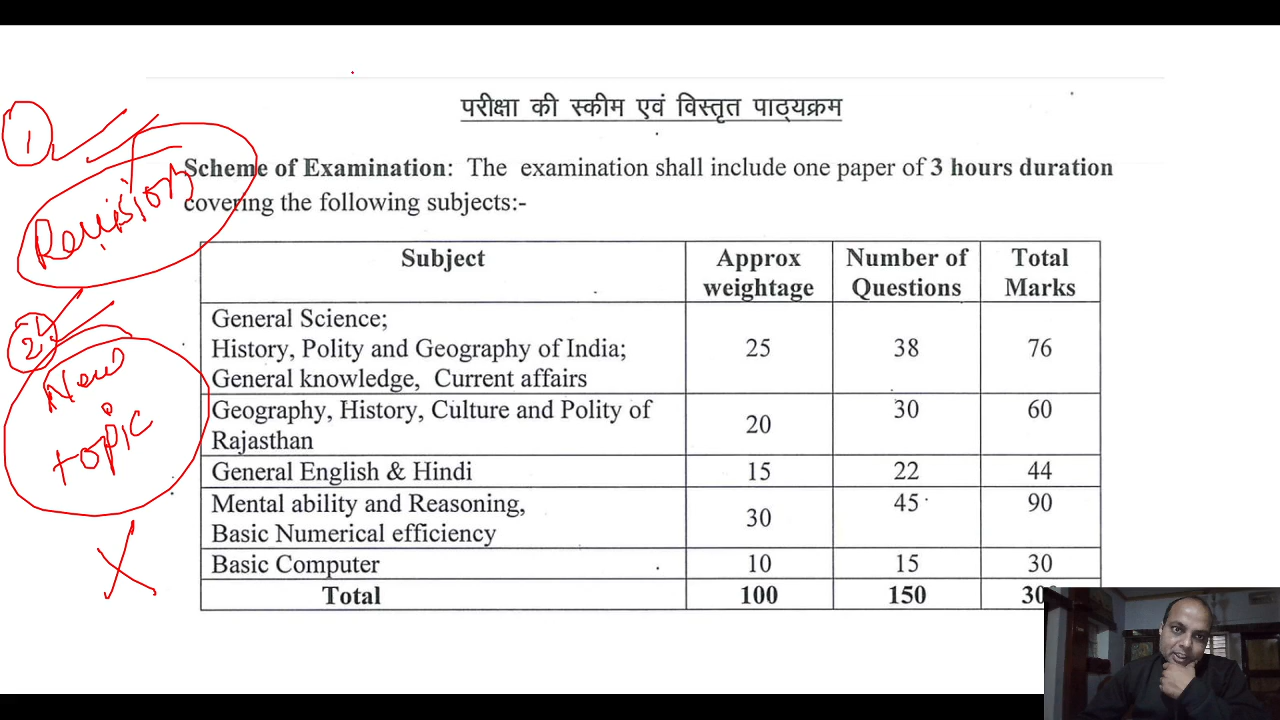 परीक्षा की स्कीम एवं विस्तृत पाठ्यक्रम
Scheme of Examination: The examination shall include one paper of 3 hours duration
covering the following subjects:-
Subject Approx weightage Number of Questions Total Marks
General Science;
History, Polity and Geography of India; 25 38 76
General knowledge, Current affairs
Geography, History, Culture and Polity of 30 60
Rajasthan 20
General English & Hindi 15 22 44
Mental ability and Reasoning, 45 90
Basic Numerical efficiency 30
Basic Computer 10 15 30
Total 100 150
1
Revision
2.
New
topic